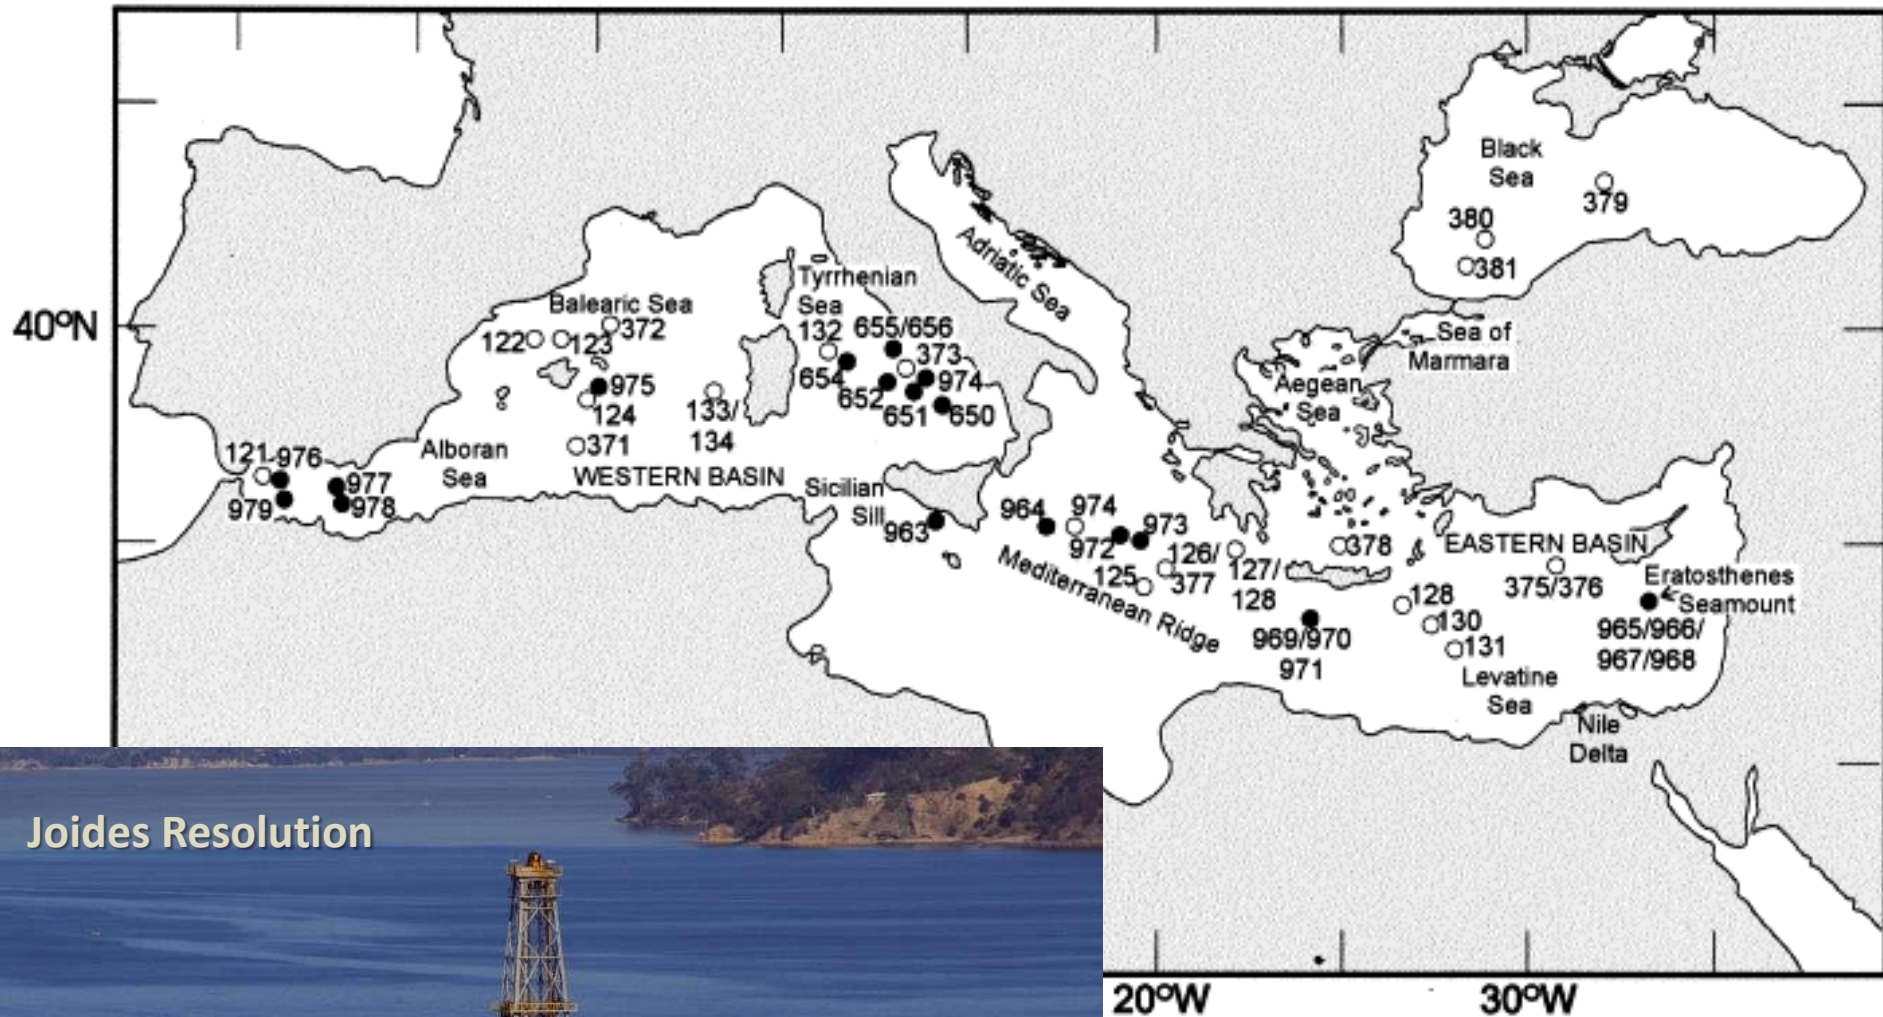 Black
Sea
379
380
381
Adriatic Sea
Tyrrhenian
Sea
132
655/656
373
654
974
652
651
650
Balearic Sea
40ºN
122
123
372
975
124
133/
134
371
WESTERN BASIN
Alboran
Sea
121
976
977
979
978
Sea of
Marmara
Aegean
Sea
Sicilian
Sill
963
964
974
973
972
126/
377
125
127/
128
378
EASTERN BASIN
375/376
Mediterranean Ridge
969/970
971
128
130
131
Eratosthenes
Seamount
965/966/
967/968
Levatine
Sea
Nile
Delta
Joides Resolution
20ºW
30ºW